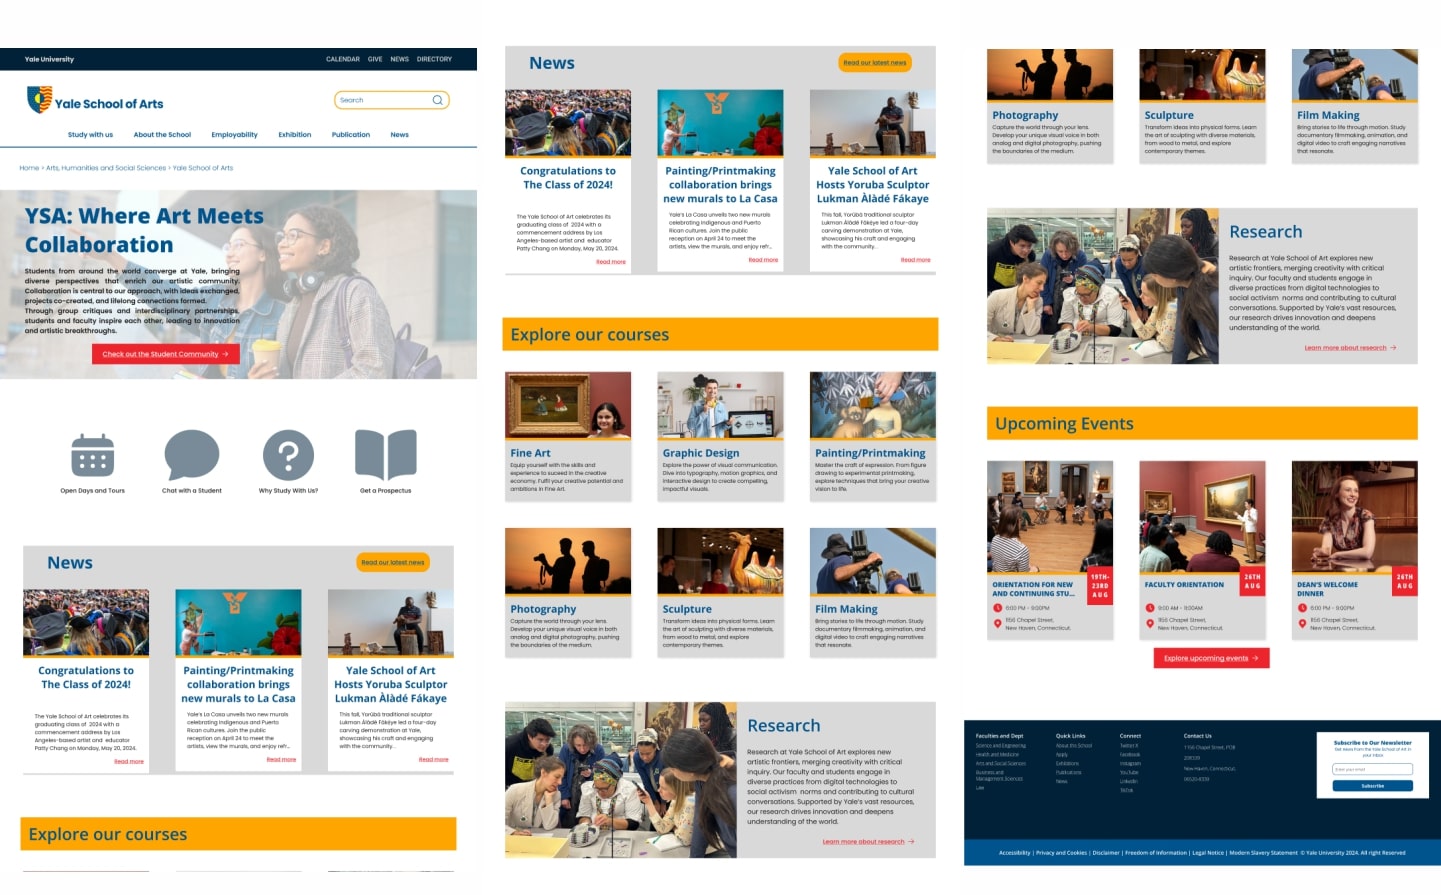 Yale University
CALENDAR GIVE NEWS DIRECTORY
Yale School of Arts
Search
Study with us About the School Employability Exhibition Publication News
Home > Arts, Humanities and Social Sciences > Yale School of Arts
YSA: Where Art Meets
Collaboration
Students from around the world converge at Yale, bringing
diverse perspectives that enrich our artistic community.
Collaboration is central to our approach, with ideas exchanged,
projects co-created, and lifelong connections formed.
Through group critiques and interdisciplinary partnerships,
students and faculty inspire each other, leading to innovation
and artistic breakthroughs.
Check out the Student Community →
Open Days and Tours
Chat with a Student
Why Study With Us?
Get a Prospectus
News
Read our latest news
Congratulations to
The Class of 2024!
The Yale School of Art celebrates its
graduating class of 2024 with a
commencement address by Los
Angeles-based artist and educator
Patty Chang on Monday, May 20, 2024.
Read more
Painting/Printmaking
collaboration brings
new murals to La Casa
Yale's La Casa unveils two new murals
celebrating Indigenous and Puerto
Rican cultures. Join the public
reception on April 24 to meet the
artists, view the murals, and enjoy refr...
Read more
Yale School of Art
Hosts Yoruba Sculptor
Lukman Àlàdé Fákaye
This fall, Yorùbá traditional sculptor
Lukman Àlàdé Fákaye led a four-day
carving demonstration at Yale,
showcasing his craft and engaging
with the community...
Read more
Explore our courses
News
Read our latest news
Congratulations to
The Class of 2024!
The Yale School of Art celebrates its
graduating class of 2024 with a
commencement address by Los
Angeles-based artist and educator
Patty Chang on Monday, May 20, 2024.
Read more
Painting/Printmaking
collaboration brings
new murals to La Casa
Yale's La Casa unveils two new murals
celebrating Indigenous and Puerto
Rican cultures. Join the public
reception on April 24 to meet the
artists, view the murals, and enjoy refr...
Read more
Yale School of Art
Hosts Yoruba Sculptor
Lukman Àlàdé Fákaye
This fall, Yorùbá traditional sculptor
Lukman Àlàdé Fákaye led a four-day
carving demonstration at Yale,
showcasing his craft and engaging
with the community...
Read more
Explore our courses
Fine Art
Equip yourself with the skills and
experience to suceed in the creative
economy. Fulfil your creative potential and
ambitions in Fine Art.
Graphic Design
Explore the power of visual communication.
Dive into typography, motion graphics, and
interactive design to create compelling,
impactful visuals.
Painting/Printmaking
Master the craft of expression. From figure
drawing to experimental printmaking,
explore techniques that bring your creative
vision to life.
Photography
Capture the world through your lens.
Develop your unique visual voice in both
analog and digital photography, pushing
the boundaries of the medium.
Sculpture
Transform ideas into physical forms. Learn
the art of sculpting with diverse materials,
from wood to metal, and explore
contemporary themes.
Film Making
Bring stories to life through motion. Study
documentary filmmaking, animation, and
digital video to craft engaging narratives
that resonate.
Research
Research at Yale School of Art explores new
artistic frontiers, merging creativity with critical
inquiry. Our faculty and students engage in
diverse practices from digital technologies to
social activism norms and contributing to cultural
conversations. Supported by Yale's vast resources,
our research drives innovation and deepens
understanding of the world.
Learn more about research →
Photography
Capture the world through your lens.
Develop your unique visual voice in both
analog and digital photography, pushing
the boundaries of the medium.
Sculpture
Transform ideas into physical forms. Learn
the art of sculpting with diverse materials,
from wood to metal, and explore
contemporary themes.
Film Making
Bring stories to life through motion. Study
documentary filmmaking, animation, and
digital video to craft engaging narratives
that resonate.
Research
Research at Yale School of Art explores new
artistic frontiers, merging creativity with critical
inquiry. Our faculty and students engage in
diverse practices from digital technologies to
social activism norms and contributing to cultural
conversations. Supported by Yale's vast resources,
our research drives innovation and deepens
understanding of the world.
Learn more about research →
Upcoming Events
19TH-
23RD
AUG
ORIENTATION FOR NEW
AND CONTINUING STU...
6:00 PM - 9:00PM
1156 Chapel Street,
New Haven, Connecticut.
26TH
AUG
FACULTY ORIENTATION
9:00 AM - 11:00AM
1156 Chapel Street,
New Haven, Connecticut.
26TH
AUG
DEAN'S WELCOME
DINNER
6:00 PM - 9:00PM
1156 Chapel Street,
New Haven, Connecticut.
Explore upcoming events →
Faculties and Dept
Science and Engineering
Health and Medicine
Arts and Social Sciences
Business and
Management Sciences
Law
Quick Links
About the School
Apply
Exhibitions
Publications
News
Connect
Twitter X
Facebook
Instagram
YouTube
LinkedIn
TikTok
Contact Us
1156 Chapel Street, POB
208339
New Haven, Connecticut,
06520-8339
Subscribe to Our Newsletter
Get News from the Yale School of Art in
your inbox
Enter your email
Subscribe
Accessibility | Privacy and Cookies | Disclaimer | Freedom of Information | Legal Notice | Modern Slavery Statement © Yale University 2024. All right Reserved